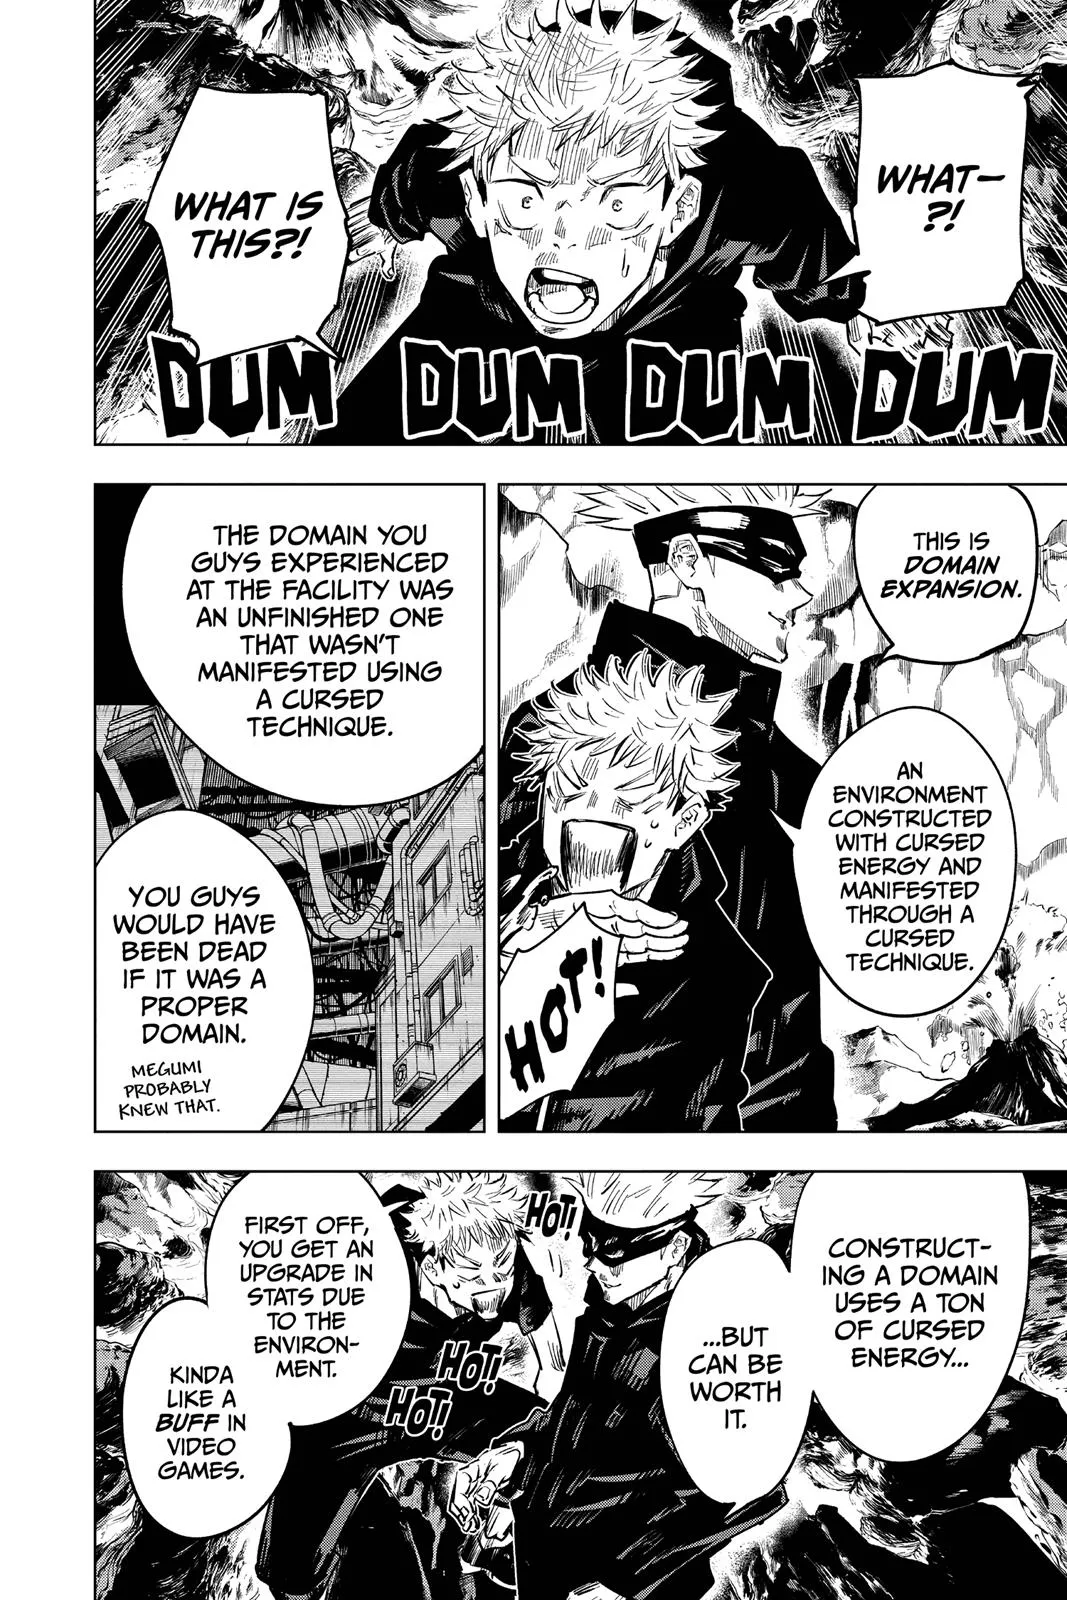 WHAT—
?!
WHAT IS
THIS?!
DUM DUM DUM DUM
THIS IS
DOMAIN
EXPANSION.
AN
ENVIRONMENT
CONSTRUCTED
WITH CURSED
ENERGY AND
MANIFESTED
THROUGH A
CURSED
TECHNIQUE.
HOT!
THE DOMAIN YOU
GUYS EXPERIENCED
AT THE FACILITY WAS
AN UNFINISHED ONE
THAT WASN'T
MANIFESTED USING
A CURSED
TECHNIQUE.
YOU GUYS
WOULD HAVE
BEEN DEAD
IF IT WAS A
PROPER
DOMAIN.
MEGUMI
PROBABLY
KNEW THAT.
CONSTRUCT-
ING A DOMAIN
USES A TON
OF CURSED
ENERGY...
...BUT
CAN BE
WORTH
IT.
HOT!
HOT!
HOT!
FIRST OFF,
YOU GET AN
UPGRADE IN
STATS DUE
TO THE
ENVIRON-
MENT.
KINDA
LIKE A
BUFF IN
VIDEO
GAMES.